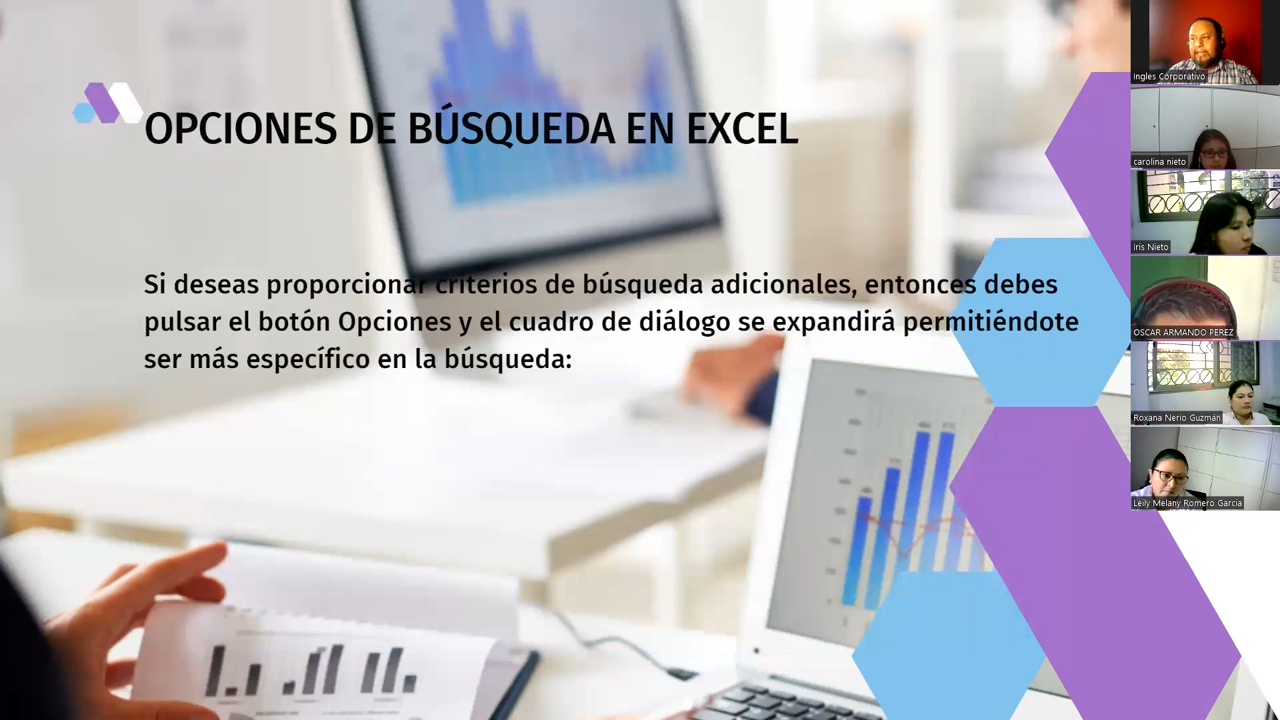 OPCIONES DE BÚSQUEDA EN EXCEL
Si deseas proporcionar criterios de búsqueda adicionales, entonces debes
pulsar el botón Opciones y el cuadro de diálogo se expandirá permitiéndote
ser más específico en la búsqueda:
Ingles Corporativo
carolina nieto
Iris Nieto
OSCAR ARMANDO PEREZ
Roxana Nerio Guzmán
Leily Melany Romero Garcia